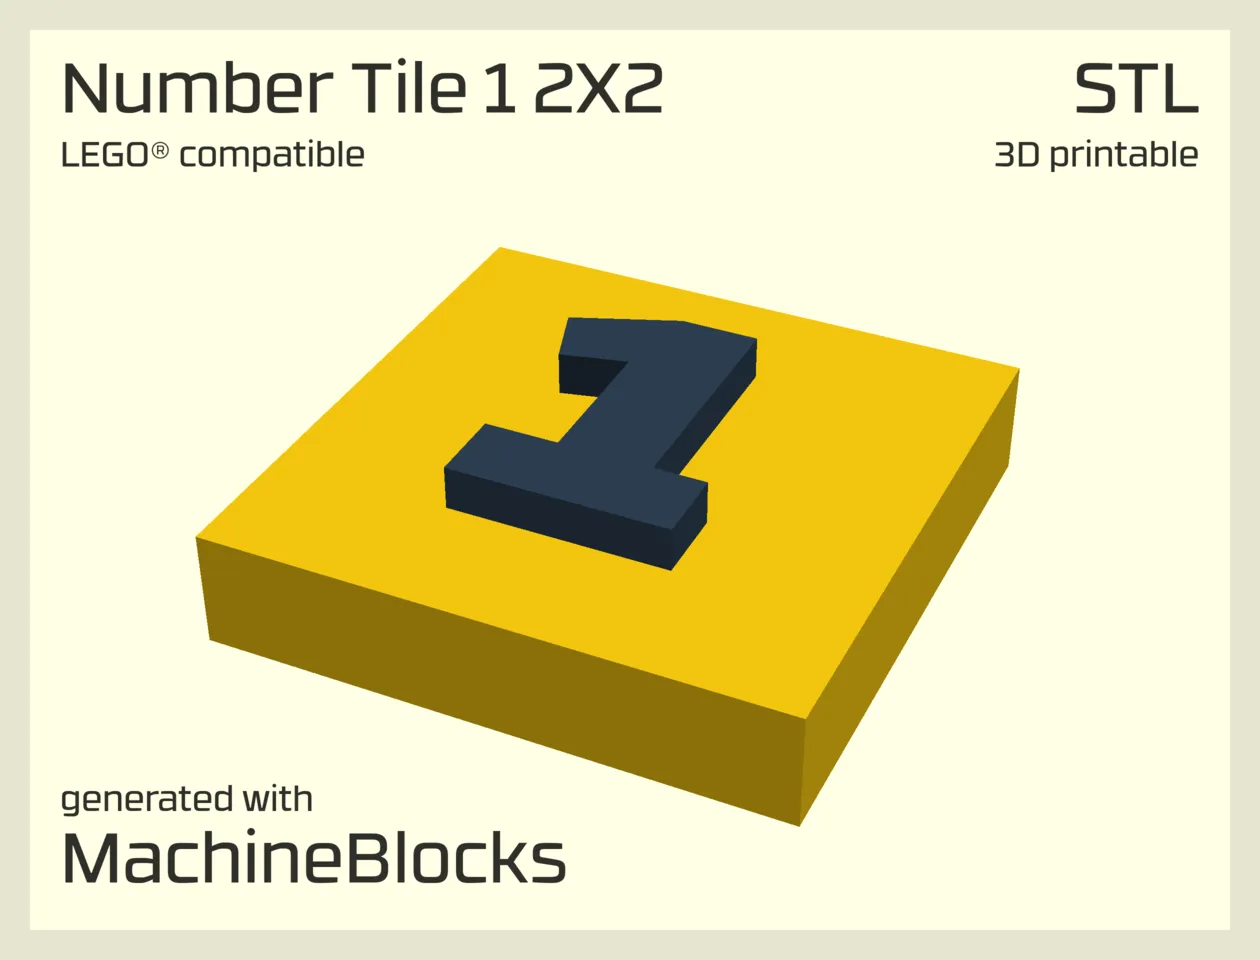 Number Tile 1 2X2
STL
LEGO® compatible
3D printable
1
generated with
MachineBlocks